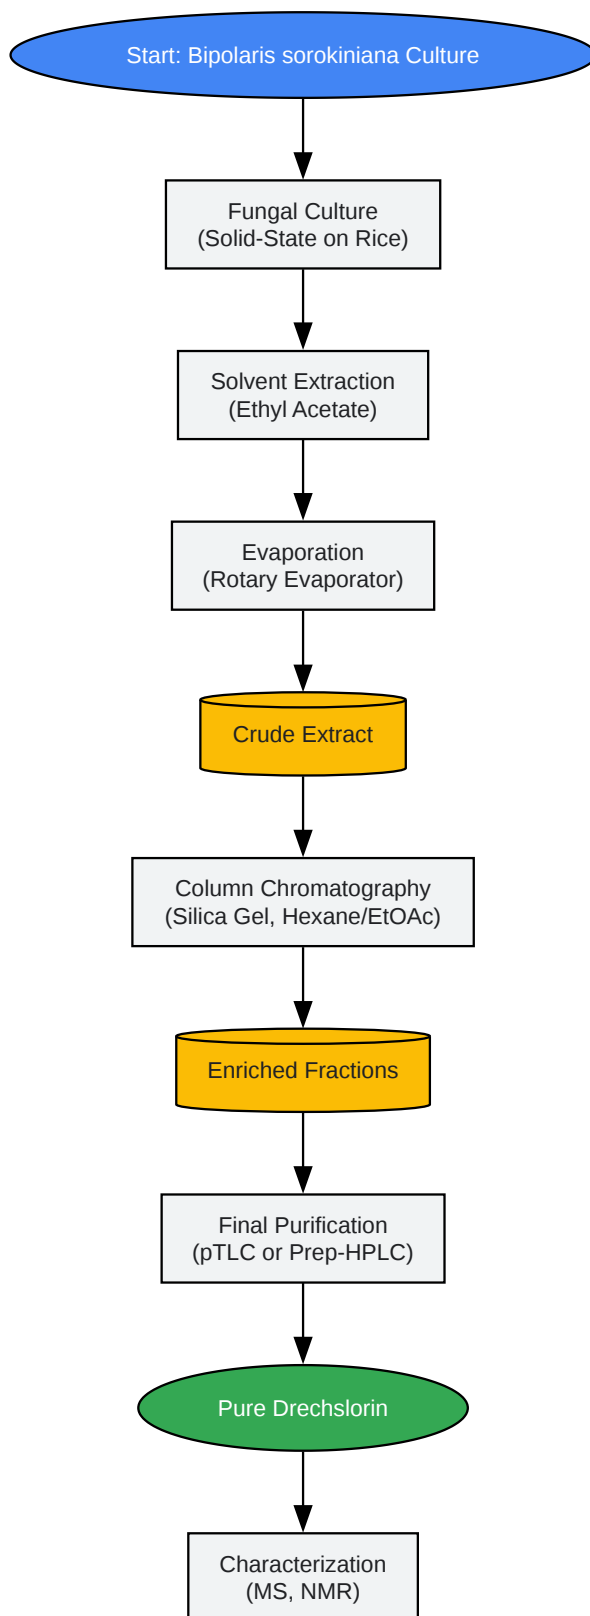 Start: Bipolaris sorokiniana Culture
Fungal Culture
(Solid-State on Rice)
Solvent Extraction
(Ethyl Acetate)
Evaporation
(Rotary Evaporator)
Crude Extract
Column Chromatography
(Silica Gel, Hexane/EtOAc)
Enriched Fractions
Final Purification
(pTLC or Prep-HPLC)
Pure Drechslorin
Characterization
(MS, NMR)